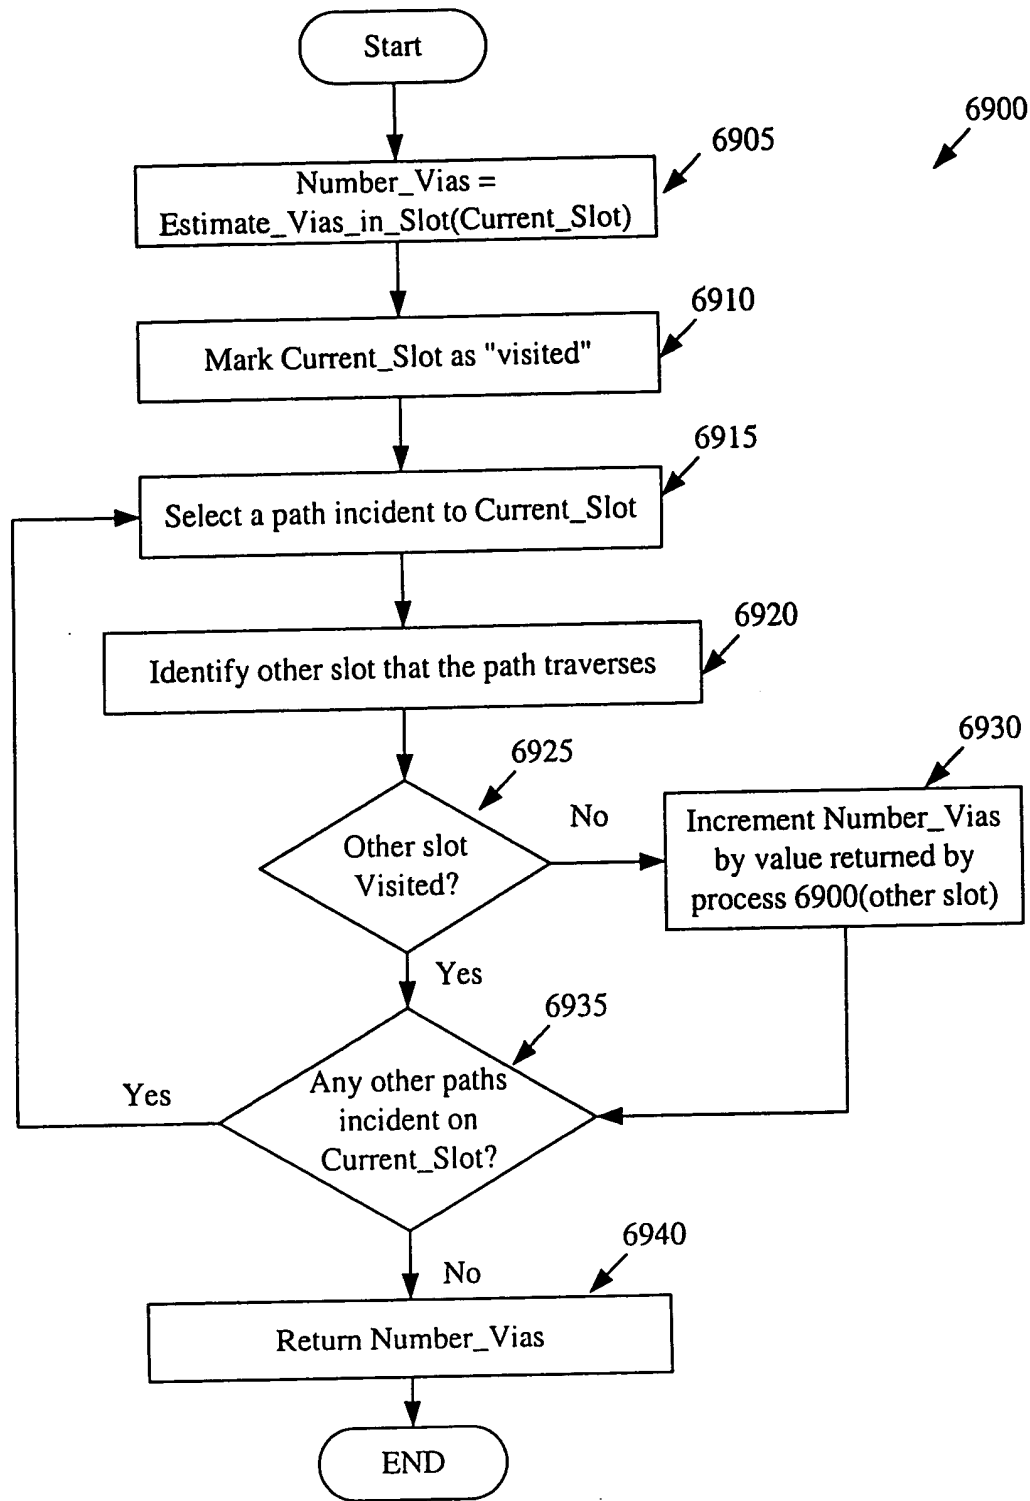 Start
6900
6905
Number_Vias =
Estimate_Vias_in_Slot(Current_Slot)
6910
Mark Current_Slot as "visited"
6915
Select a path incident to Current_Slot
6920
Identify other slot that the path traverses
6925
6930
Other slot
Visited?
No
Increment Number_Vias
by value returned by
process 6900(other slot)
Yes
6935
Any other paths
incident on
Current_Slot?
Yes
No
6940
Return Number_Vias
END